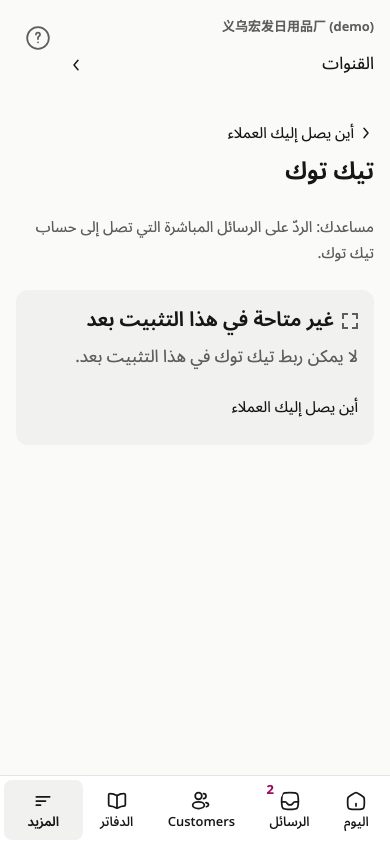 义乌宏发日用品厂 (demo)
القنوات
أين يصل إليك العملاء
تيك توك
مساعدك: الردّ على الرسائل المباشرة التي تصل إلى حساب
تيك توك.
غير متاحة في هذا التثبيت بعد
لا يمكن ربط تيك توك في هذا التثبيت بعد.
أين يصل إليك العملاء
اليوم
2
الرسائل
Customers
الدفاتر
المزيد